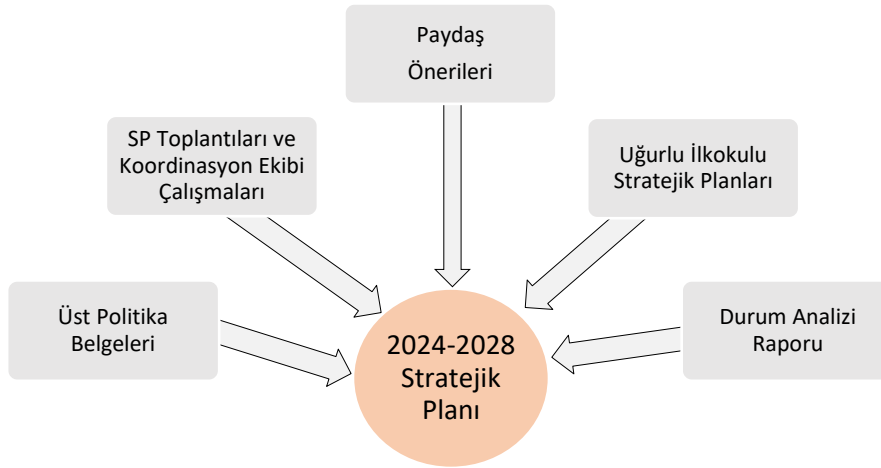 Paydaş
Önerileri
SP Toplantıları ve
Koordinasyon Ekibi
Çalışmaları
Uğurlu İlkokulu
Stratejik Planları
Üst Politika
Belgeleri
Durum Analizi
Raporu
2024-2028
Stratejik
Planı